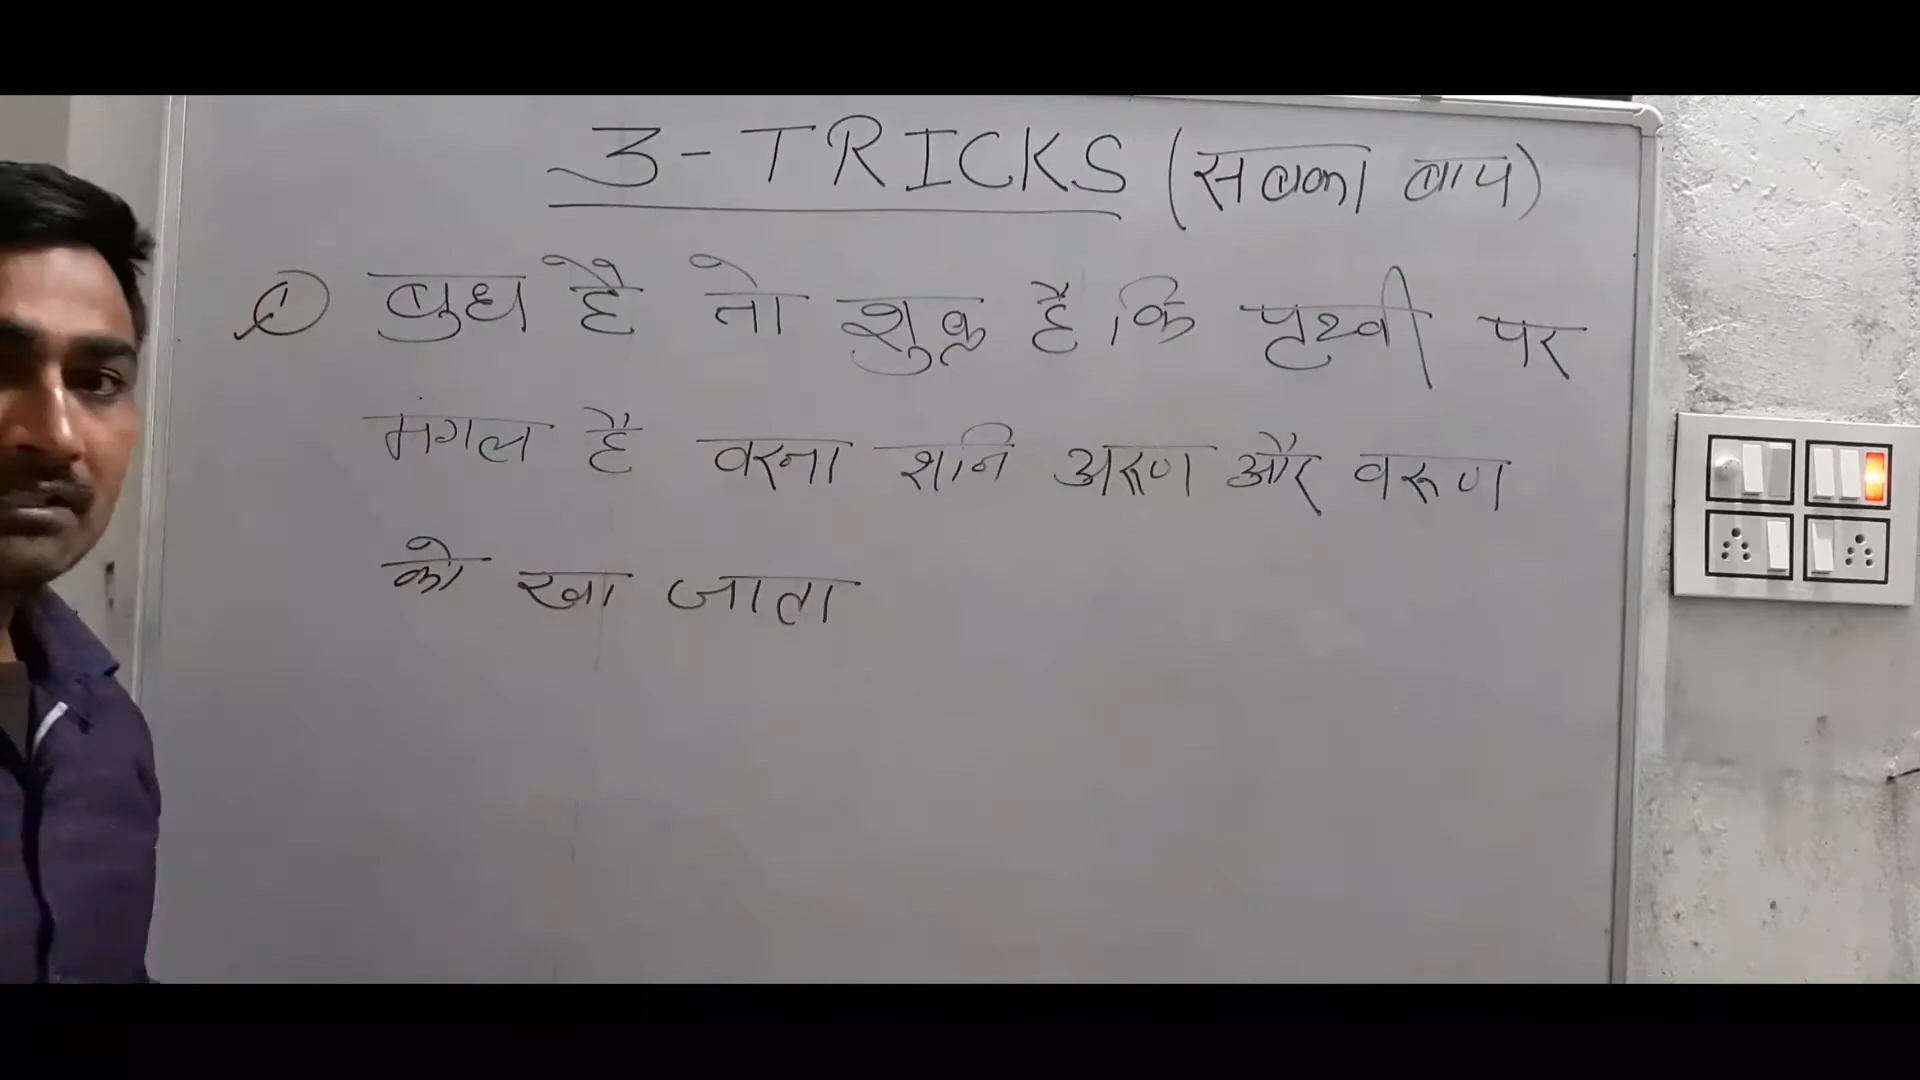 3-TRICKS (सबका बाप)
① बुध है तो शुक्र है कि पृथ्वी पर
मंगल है वरना शनि अरूण और वरूण
को खा जाता